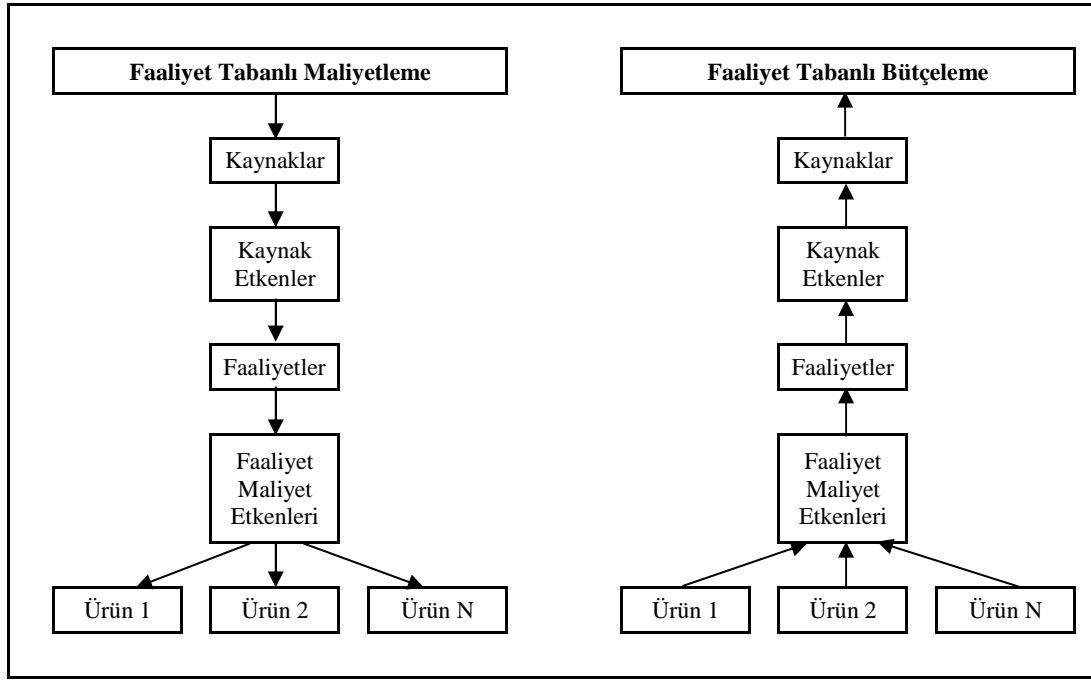 Faaliyet Tabanlı Maliyetleme
Kaynaklar
Kaynak
Etkenler
Faaliyetler
Faaliyet
Maliyet
Etkenleri
Ürün 1
Ürün 2
Ürün N
Faaliyet Tabanlı Bütçeleme
Kaynaklar
Kaynak
Etkenler
Faaliyetler
Faaliyet
Maliyet
Etkenleri
Ürün 1
Ürün 2
Ürün N